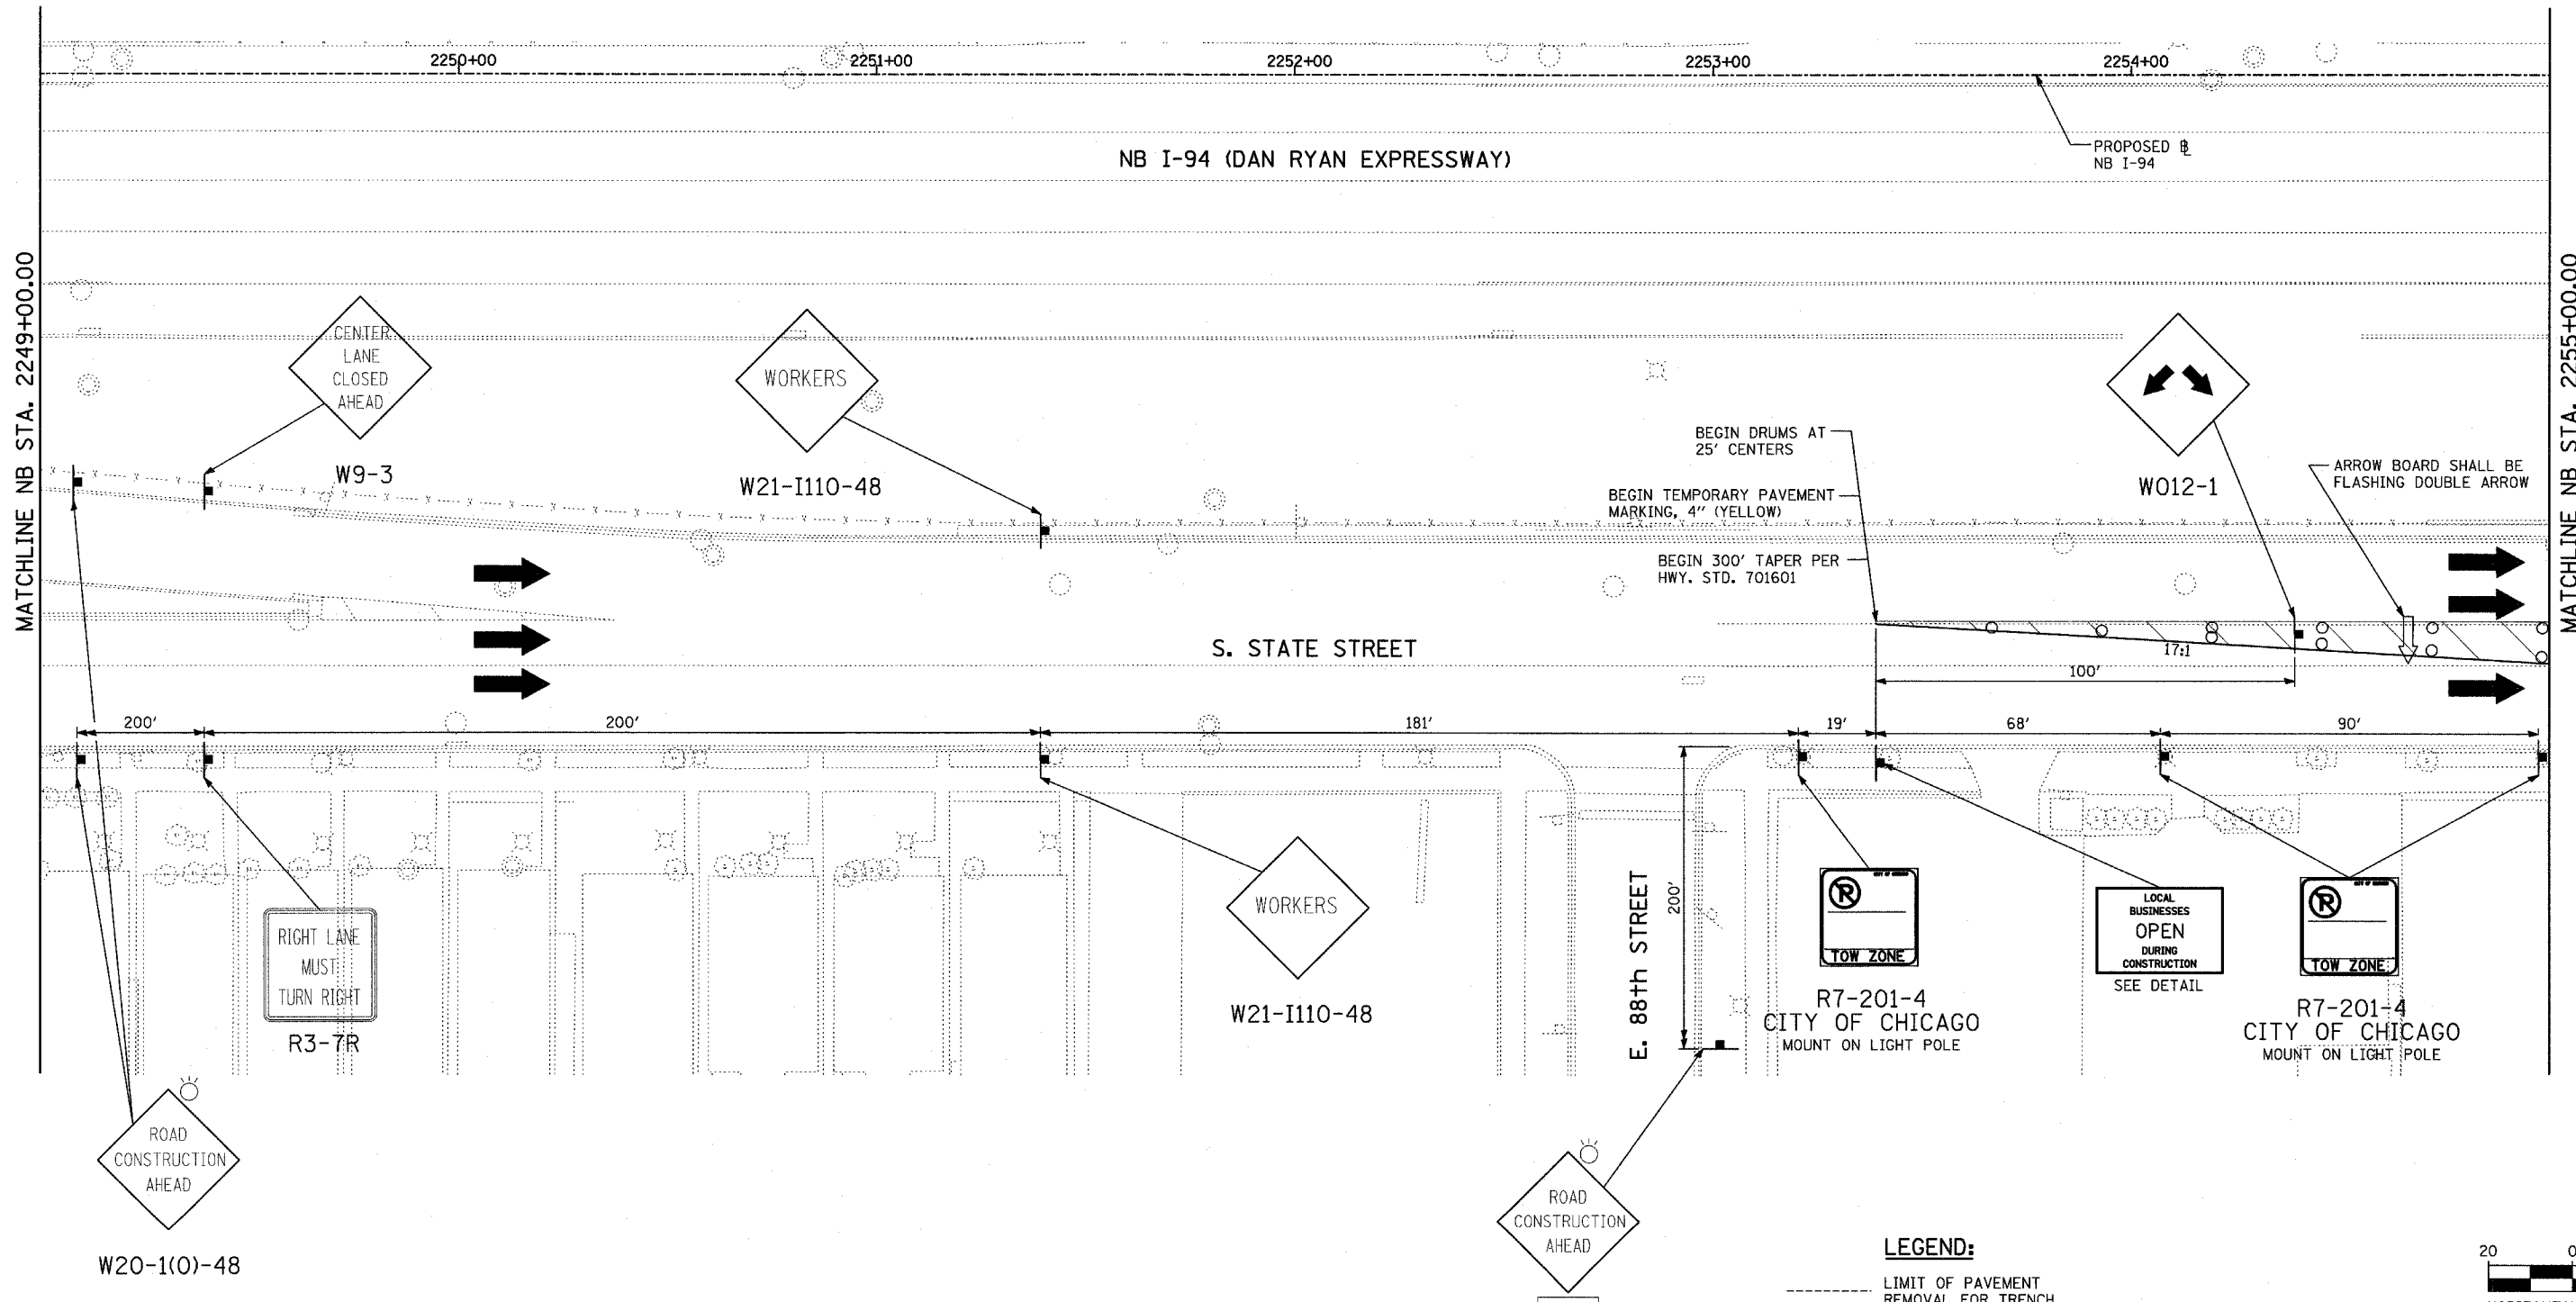 2250+00
2251+00
2252+00
2253+00
2254+00
NB I-94 (DAN RYAN EXPRESSWAY)
PROPOSED ⅊
NB I-94
MATCHLINE NB STA. 2249+00.00
MATCHLINE NB STA. 2255+00.00
CENTER
LANE
CLOSED
AHEAD
W9-3
WORKERS
W21-I110-48
BEGIN DRUMS AT
25' CENTERS
BEGIN TEMPORARY PAVEMENT
MARKING, 4" (YELLOW)
BEGIN 300' TAPER PER
HWY. STD. 701601
WO12-1
ARROW BOARD SHALL BE
FLASHING DOUBLE ARROW
S. STATE STREET
17:1
100'
200'
200'
181'
19'
68'
90'
RIGHT LANE
MUST
TURN RIGHT
R3-7R
WORKERS
W21-I110-48
E. 88th STREET
200'
TOW ZONE
R7-201-4
CITY OF CHICAGO
MOUNT ON LIGHT POLE
LOCAL
BUSINESSES
OPEN
DURING
CONSTRUCTION
SEE DETAIL
TOW ZONE
R7-201-4
CITY OF CHICAGO
MOUNT ON LIGHT POLE
ROAD
CONSTRUCTION
AHEAD
W20-1(O)-48
ROAD
CONSTRUCTION
AHEAD
LEGEND:
LIMIT OF PAVEMENT
REMOVAL FOR TRENCH
20 0